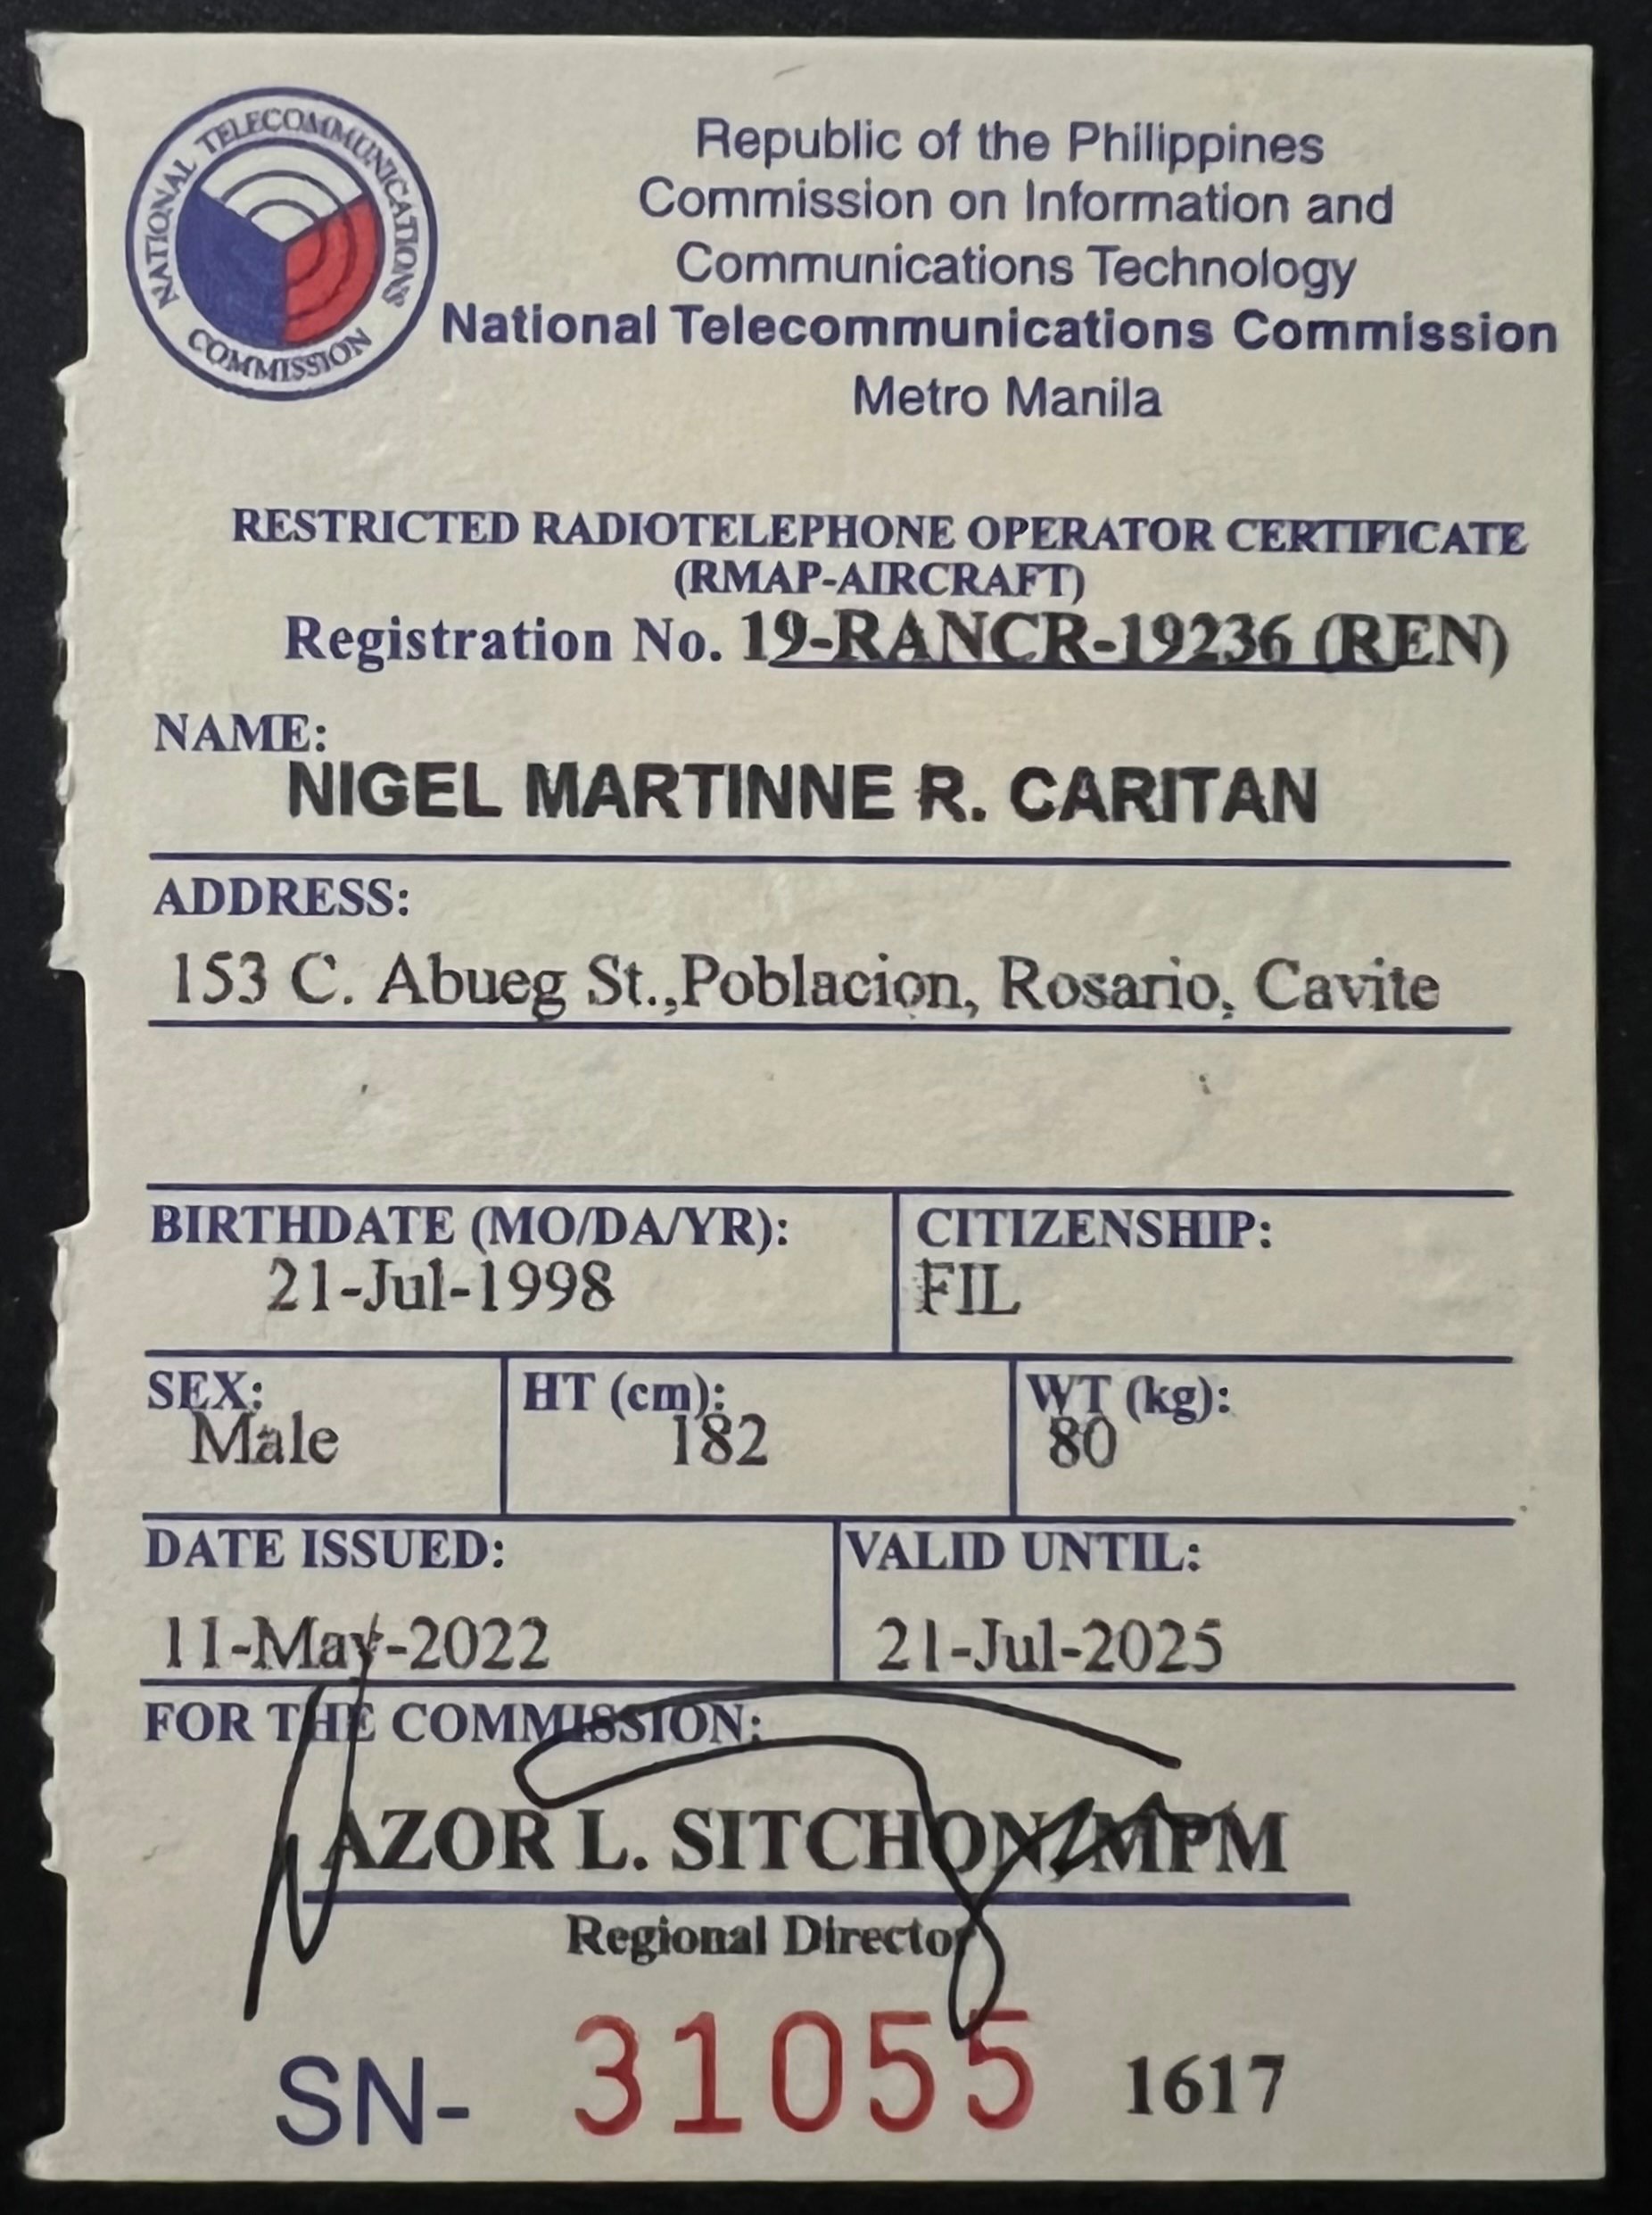 NATIONAL TELECOMMUNICATIONS
COMMISSION
Republic of the Philippines
Commission on Information and
Communications Technology
National Telecommunications Commission
Metro Manila
RESTRICTED RADIOTELEPHONE OPERATOR CERTIFICATE
(RMAP-AIRCRAFT)
Registration No. 19-RANCR-19236 (REN)
NAME:
NIGEL MARTINNE R. CARITAN
ADDRESS:
153 C. Abueg St.,Poblacion, Rosario, Cavite
BIRTHDATE (MO/DA/YR): CITIZENSHIP:
21-Jul-1998 FIL
SEX: HT (cm): WT (kg):
Male 182 80
DATE ISSUED: VALID UNTIL:
11-May-2022 21-Jul-2025
FOR THE COMMISSION:
AZOR L. SITCHON, MPM
Regional Director
SN- 31055 1617